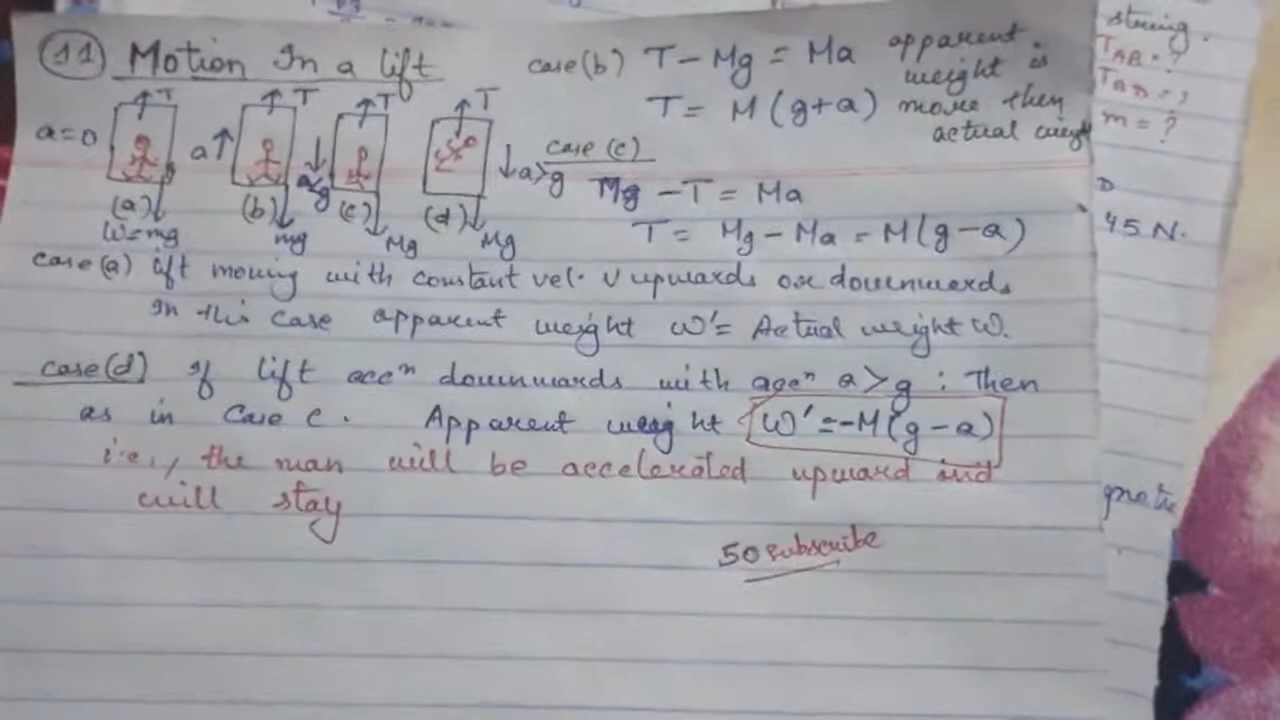 (11) Motion In a lift
case(b) T - Mg = Ma apparent weight is
T = M(g+a) more then actual weight
T T T T
a=0 a a<g a>g
(a) (b) (c) (d)
W=mg mg Mg Mg
case (c)
Mg - T = Ma
T = Mg - Ma = M(g-a)
case(a) lift moving with constant vel. v upwards or downwards
In this case apparent weight W'= Actual weight W.
case(d) If lift accn downwards with accn a>g : Then
as in Case c. Apparent weight W' = -M(g-a)
i.e., the man will be accelerated upward and
will stay
50 subscribe
string.
TAB = ?
m = ?
D
45 N.